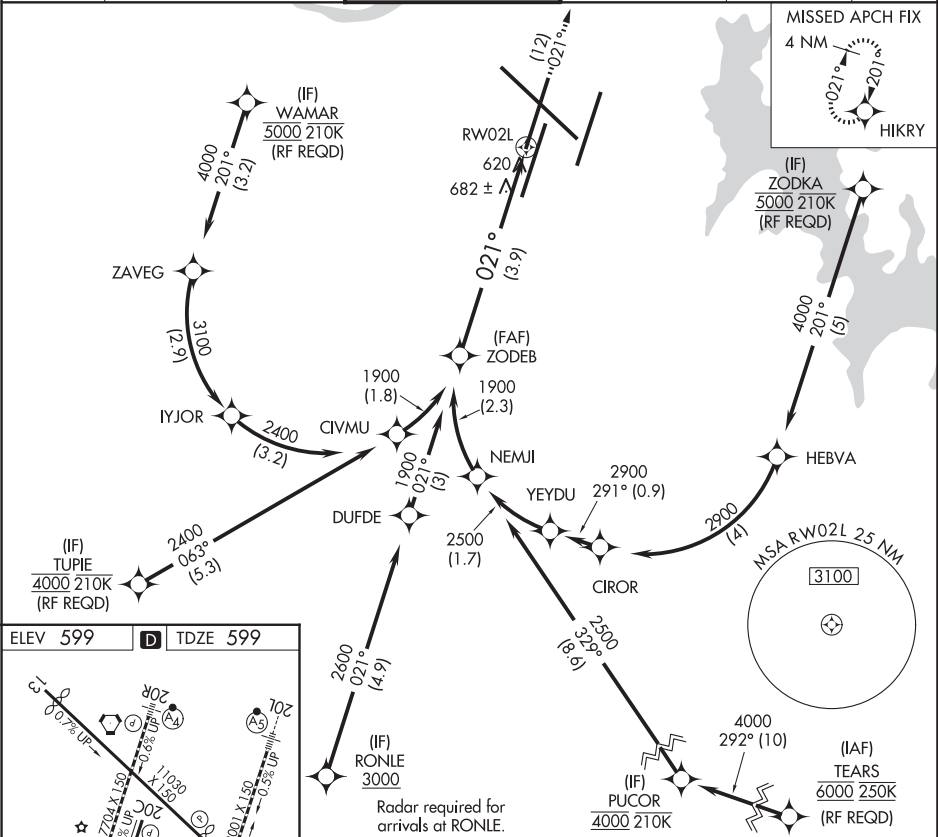 MISSED APCH FIX
4 NM
021°
201°
HIKRY
(12)
021°
(IF)
WAMAR
5000 210K
(RF REQD)
4000
201°
(3.2)
RW02L
620
682 ±
(IF)
ZODKA
5000 210K
(RF REQD)
ZAVEG
021°
(3.9)
4000
201°
(5)
3100
(2.9)
(FAF)
ZODEB
1900
(1.8)
1900
(2.3)
IYJOR
2400
(3.2)
CIVMU
NEMJI
HEBVA
1900
021°
(3)
YEYDU
2900
291° (0.9)
DUFDE
2500
(1.7)
2900
(4)
CIROR
2400
063°
(5.3)
(IF)
TUPIE
4000 210K
(RF REQD)
MSA RW02L 25 NM
3100
2500
329°
(8.6)
2600
021°
(4.9)
ELEV 599
D
TDZE 599
13
0.7% UP
P
20R
A4
0.6% UP
11030
X 150
7704 X 150
20C
% UP
P
P
20L
A5
0.5% UP
001 X 150
(IF)
RONLE
3000
Radar required for
arrivals at RONLE.
4000
292° (10)
(IF)
PUCOR
4000 210K
(IAF)
TEARS
6000 250K
(RF REQD)